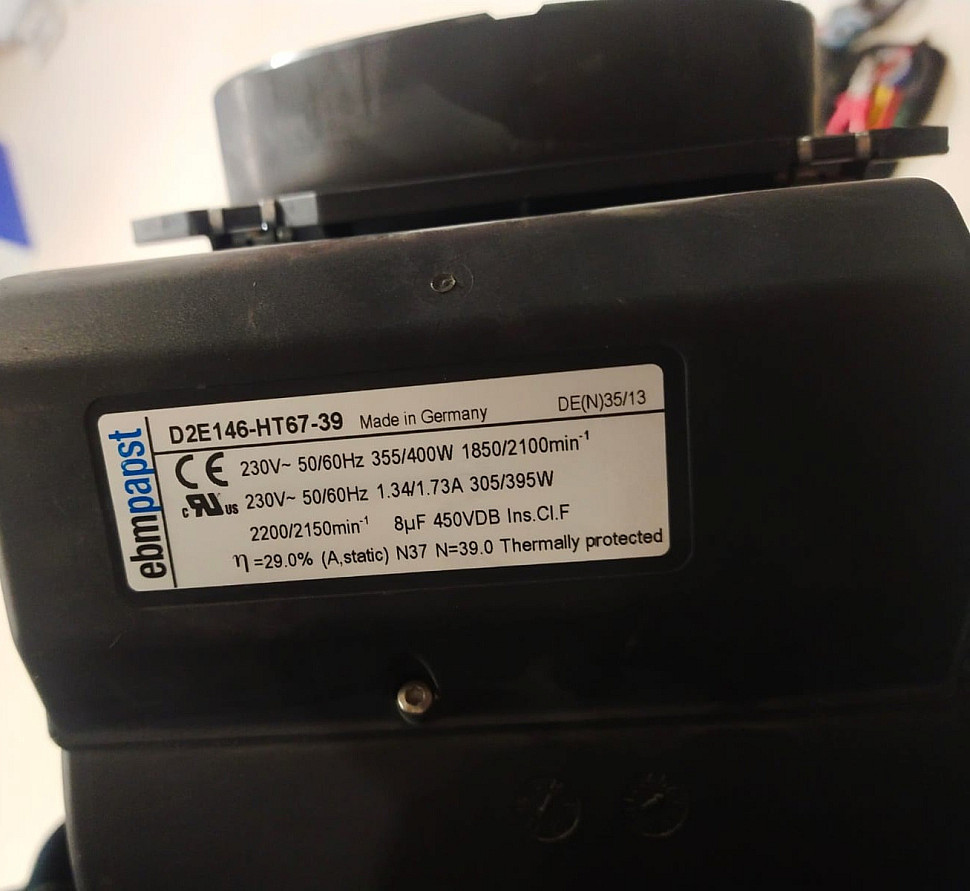 ebmpapst
D2E146-HT67-39 Made in Germany DE(N)35/13
CE 230V~ 50/60Hz 355/400W 1850/2100min-1
c RU us 230V~ 50/60Hz 1.34/1.73A 305/395W
2200/2150min-1 8µF 450VDB Ins.Cl.F
η =29.0% (A,static) N37 N=39.0 Thermally protected